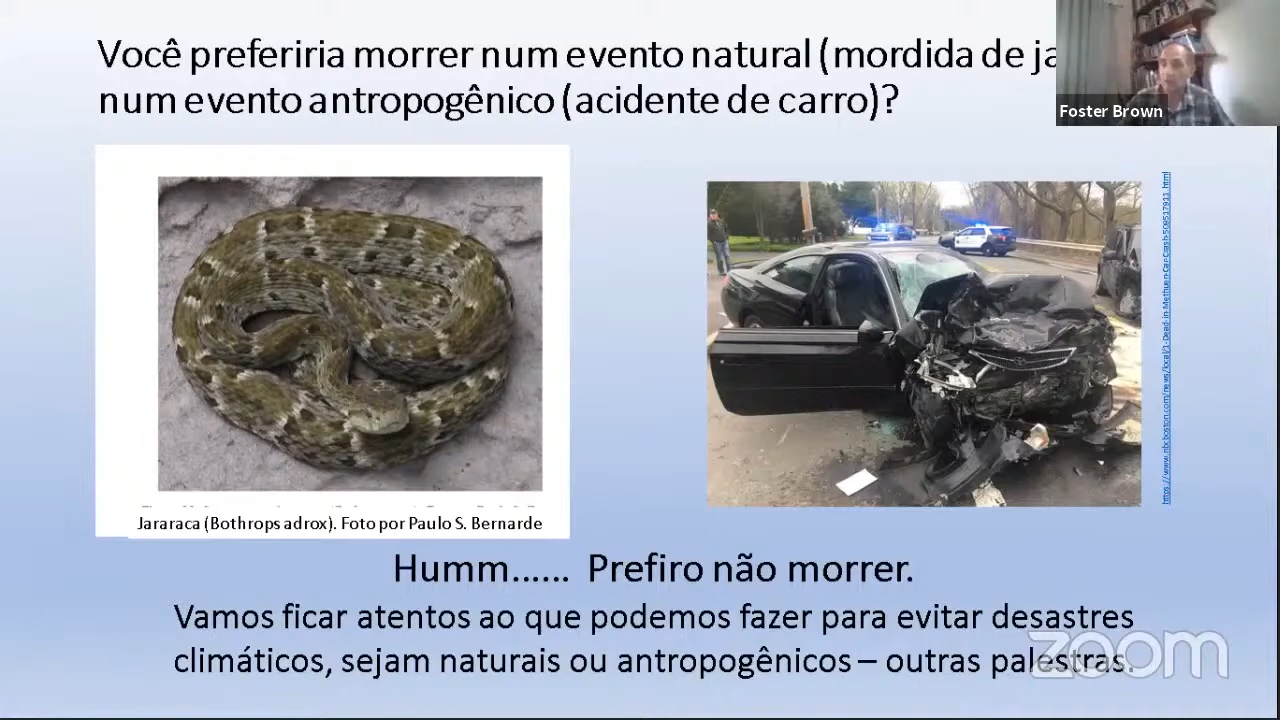 Você preferiria morrer num evento natural (mordida de
num evento antropogênico (acidente de carro)?
Foster Brown
Jararaca (Bothrops adrox). Foto por Paulo S. Bernarde
Humm...... Prefiro não morrer.
Vamos ficar atentos ao que podemos fazer para evitar desastres
climáticos, sejam naturais ou antropogênicos – outras palestras.
zoom